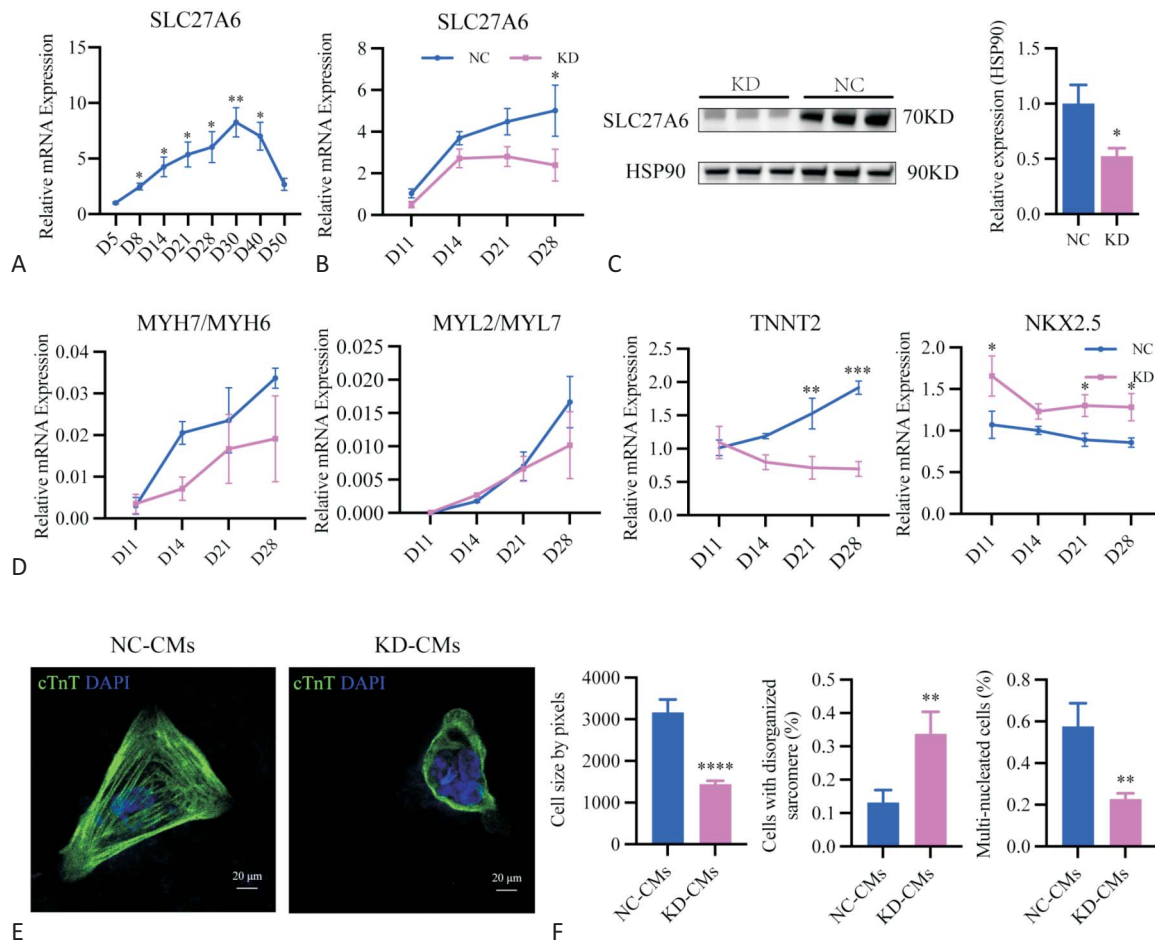 SLC27A6
Relative mRNA Expression
15
10
5
0
* * * * ** *
D5 D8 D14 D21 D28 D30 D40 D50
A
SLC27A6
Relative mRNA Expression
8
6
4
2
0
NC KD
*
D11 D14 D21 D28
B
KD NC
SLC27A6 70KD
HSP90 90KD
C
Relative expression (HSP90)
1.5
1.0
0.5
0.0
*
NC KD
MYH7/MYH6
Relative mRNA Expression
0.04
0.03
0.02
0.01
0.00
D11 D14 D21 D28
D
MYL2/MYL7
Relative mRNA Expression
0.025
0.020
0.015
0.010
0.005
0.000
D11 D14 D21 D28
TNNT2
Relative mRNA Expression
2.5
2.0
1.5
1.0
0.5
0.0
** ***
D11 D14 D21 D28
NKX2.5
Relative mRNA Expression
2.0
1.5
1.0
0.5
0.0
NC
KD
* * *
D11 D14 D21 D28
NC-CMs
cTnT DAPI
20 μm
KD-CMs
cTnT DAPI
20 μm
E
Cell size by pixels
4000
3000
2000
1000
0
****
NC-CMs KD-CMs
F
Cells with disorganized
sarcomere (%)
0.5
0.4
0.3
0.2
0.1
0.0
**
NC-CMs KD-CMs
Multi-nucleated cells (%)
0.8
0.6
0.4
0.2
0.0
**
NC-CMs KD-CMs